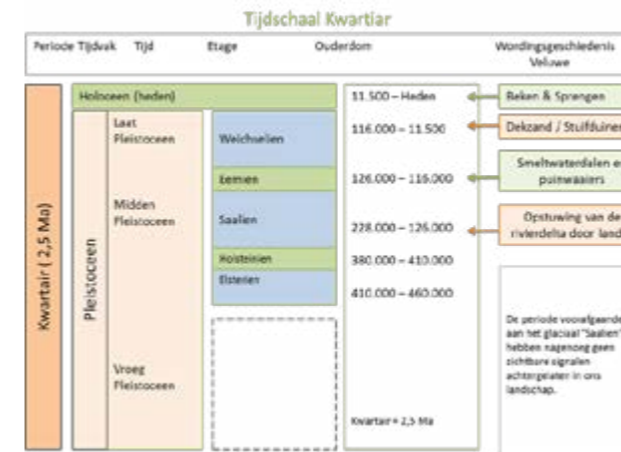 Tijdschaal Kwartiar
Periode Tijdvak Tijd Etage Ouderdom Wordingsgeschiedenis
Veluwe
Holoceen (heden) 11.500 – Heden Beken & Sprengen
Laat
Pleistoceen
Weichselien
116.000 – 11.500
Dekzand / Stuifduinen
Eemien
126.000 – 116.000
Smeltwaterdalen en
puinwaaiers
Midden
Pleistoceen
Saalien
228.000 – 126.000
Opstuwing van de
rivierdelta door land
Holsteinien
380.000 – 410.000
Elsterien
410.000 – 460.000
Kwartair ( 2,5 Ma)
Pleistoceen
Vroeg
Pleistoceen
Kwartair = 2,5 Ma
De periode voorafgaande
aan het glaciaal "Saalien"
hebben nagenoeg geen
zichtbare signalen
achtergelaten in ons
landschap.